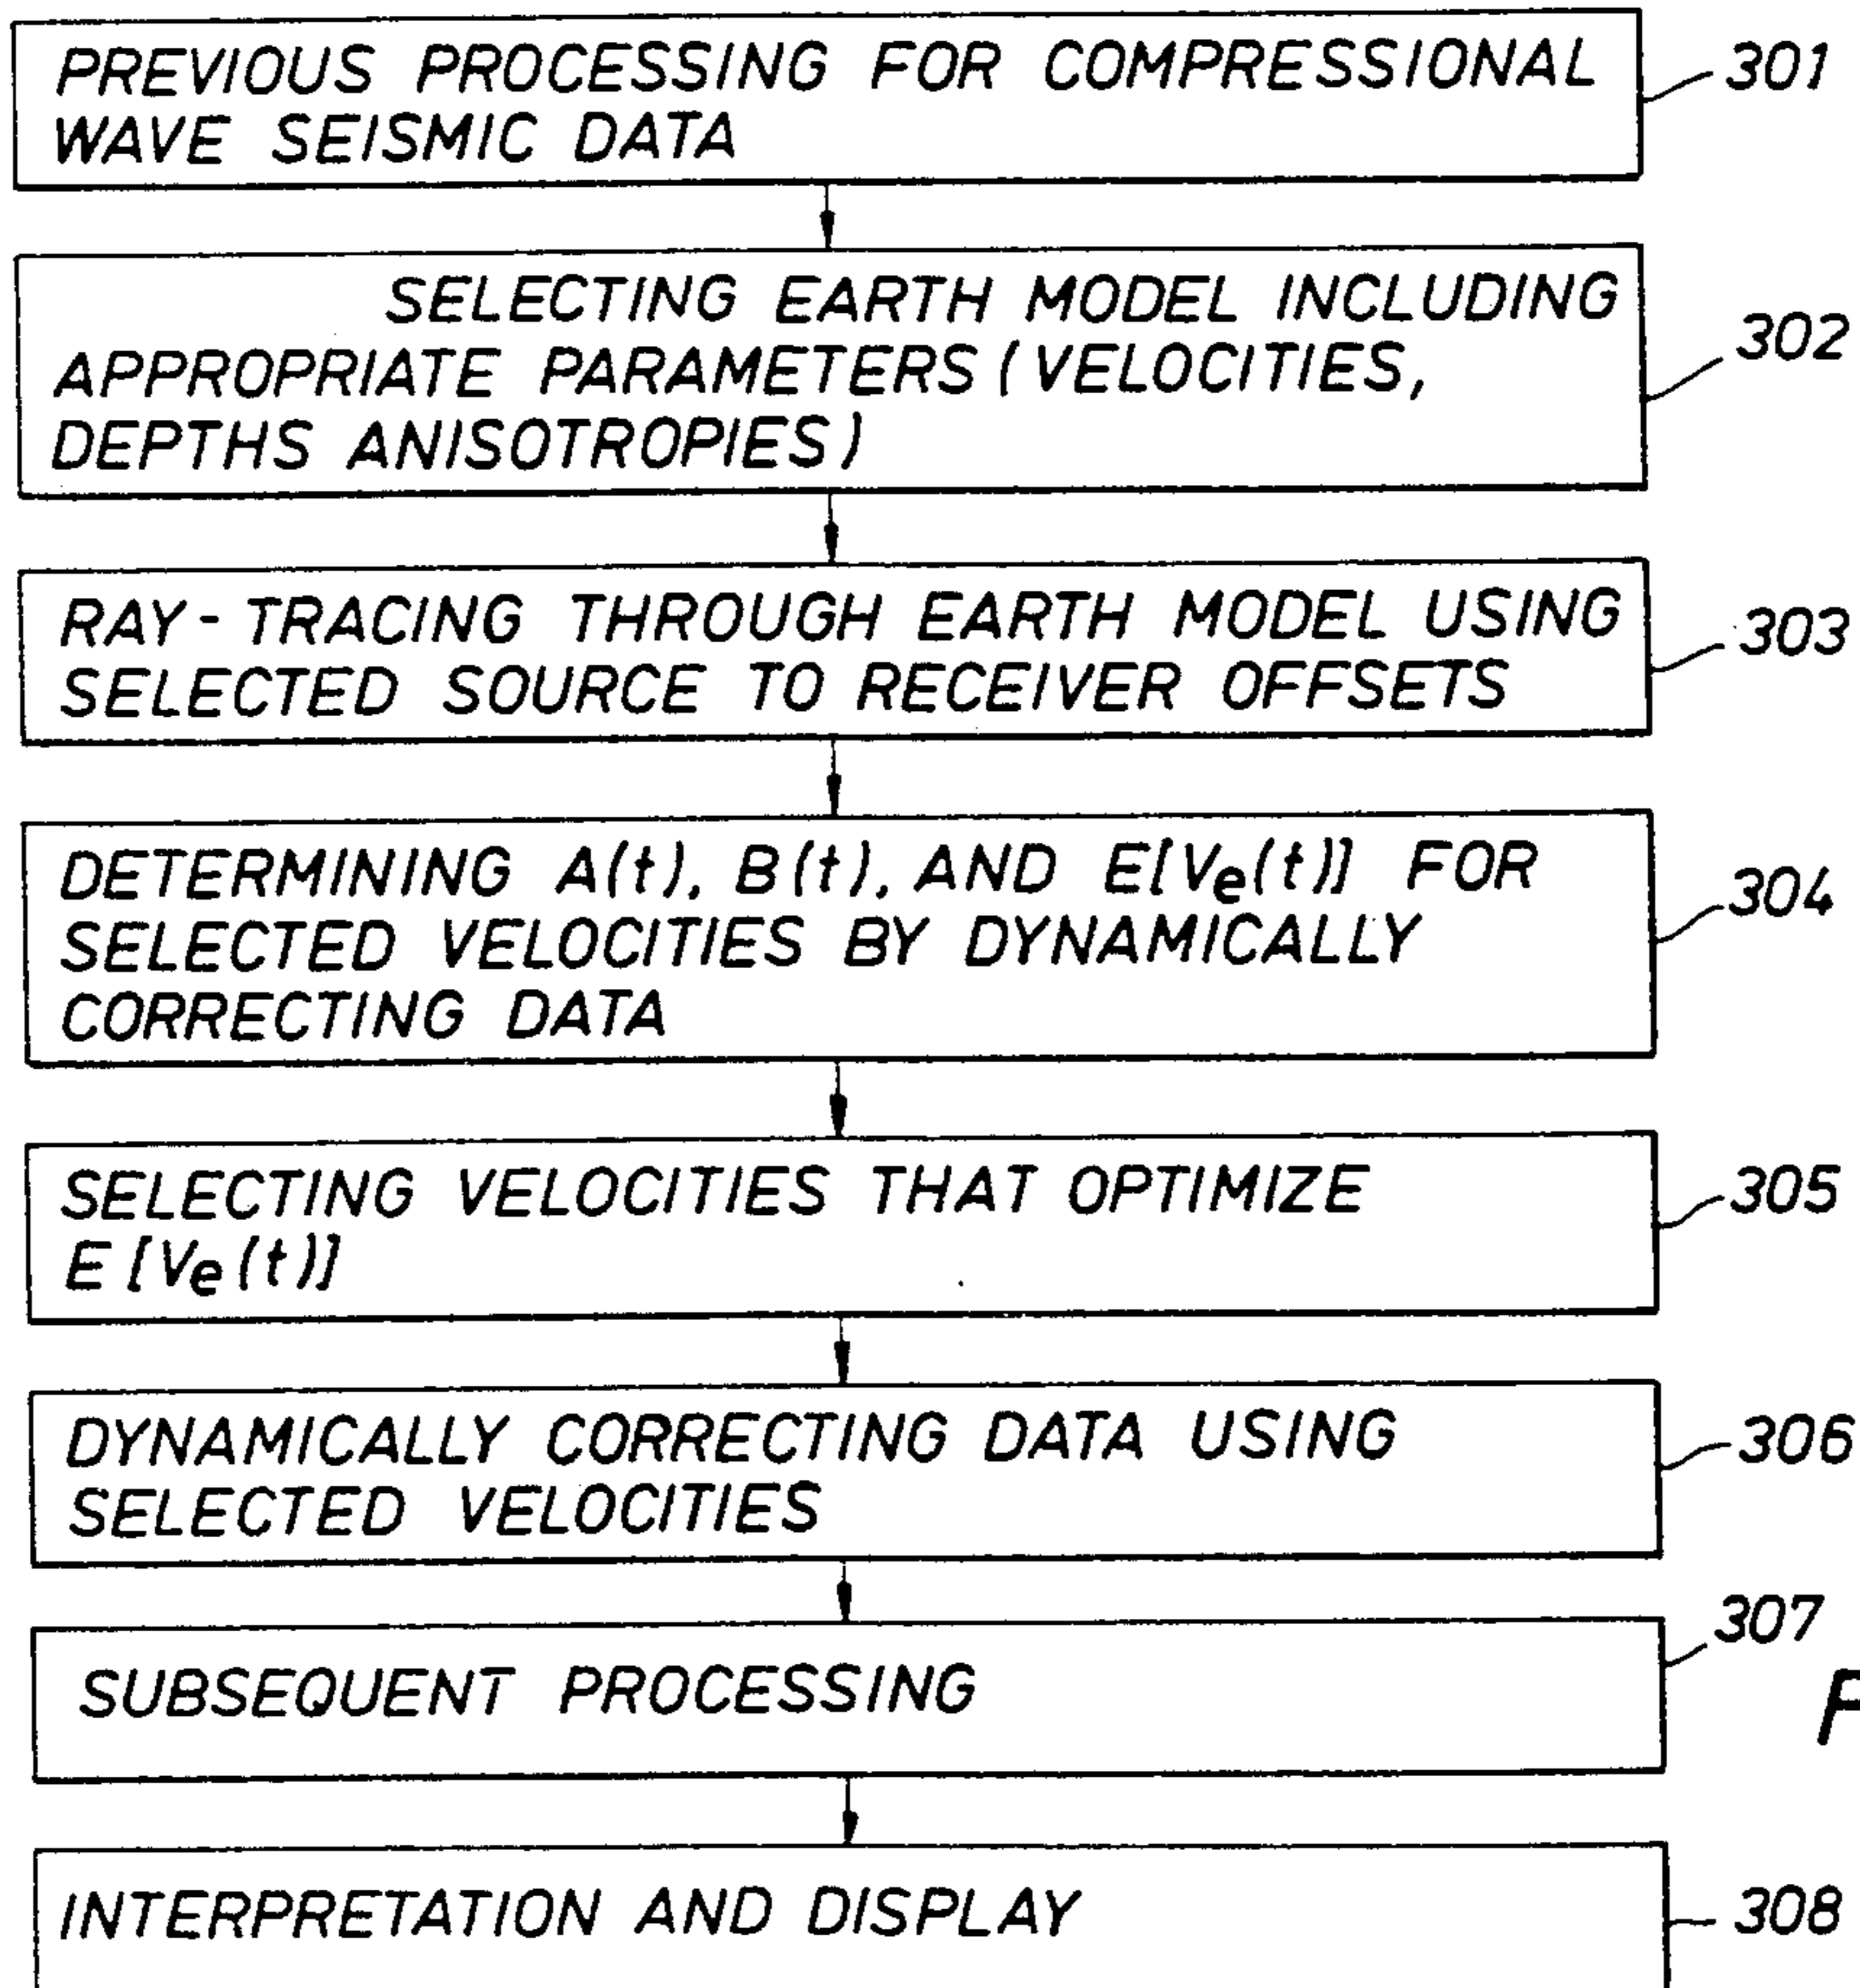 PREVIOUS PROCESSING FOR COMPRESSIONAL
WAVE SEISMIC DATA
301
SELECTING EARTH MODEL INCLUDING
APPROPRIATE PARAMETERS (VELOCITIES,
DEPTHS ANISOTROPIES)
302
RAY-TRACING THROUGH EARTH MODEL USING
SELECTED SOURCE TO RECEIVER OFFSETS
303
DETERMINING A(t), B(t), AND E[Ve(t)] FOR
SELECTED VELOCITIES BY DYNAMICALLY
CORRECTING DATA
304
SELECTING VELOCITIES THAT OPTIMIZE
E[Ve(t)]
305
DYNAMICALLY CORRECTING DATA USING
SELECTED VELOCITIES
306
SUBSEQUENT PROCESSING
307
INTERPRETATION AND DISPLAY
308